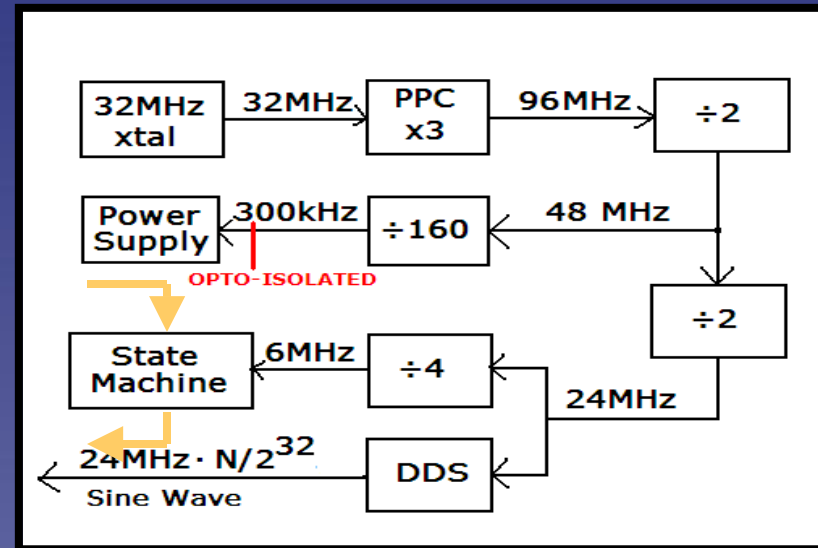 32MHz
xtal
32MHz
PPC
x3
96MHz
÷2
Power
Supply
300kHz
÷160
48 MHz
OPTO-ISOLATED
÷2
State
Machine
6MHz
÷4
24MHz
24MHz · N/2³²
Sine Wave
DDS